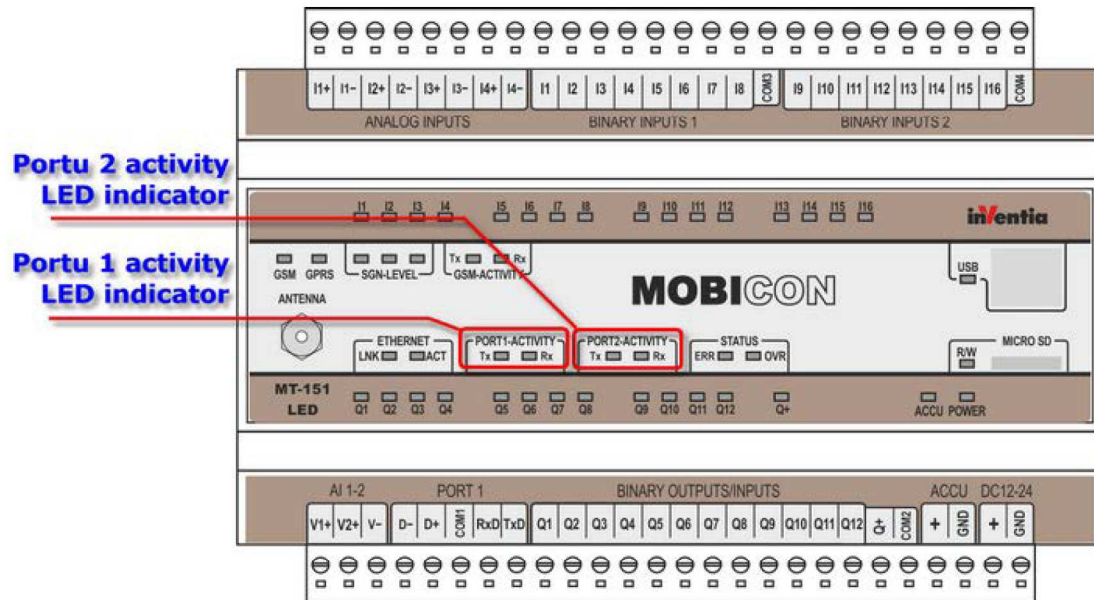 I1+ I1- I2+ I2- I3+ I3- I4+ I4- I1 I2 I3 I4 I5 I6 I7 I8 COM3 I9 I10 I11 I12 I13 I14 I15 I16 COM4
ANALOG INPUTS BINARY INPUTS 1 BINARY INPUTS 2
Portu 2 activity
LED indicator
I1 I2 I3 I4 I5 I6 I7 I8 I9 I10 I11 I12 I13 I14 I15 I16
inVentia
Portu 1 activity
LED indicator
Tx Rx
GSM GPRS SGN-LEVEL GSM-ACTIVITY
USB
MOBICON
ANTENNA
ETHERNET PORT1-ACTIVITY PORT2-ACTIVITY STATUS MICRO SD
LNK ACT Tx Rx Tx Rx ERR OVR R/W
MT-151
LED
Q1 Q2 Q3 Q4 Q5 Q6 Q7 Q8 Q9 Q10 Q11 Q12 Q+ ACCU POWER
AI 1-2 PORT 1 BINARY OUTPUTS/INPUTS ACCU DC12-24
V1+ V2+ V- D- D+ COM1 RxD TxD Q1 Q2 Q3 Q4 Q5 Q6 Q7 Q8 Q9 Q10 Q11 Q12 Q+ COM2 + GND + GND